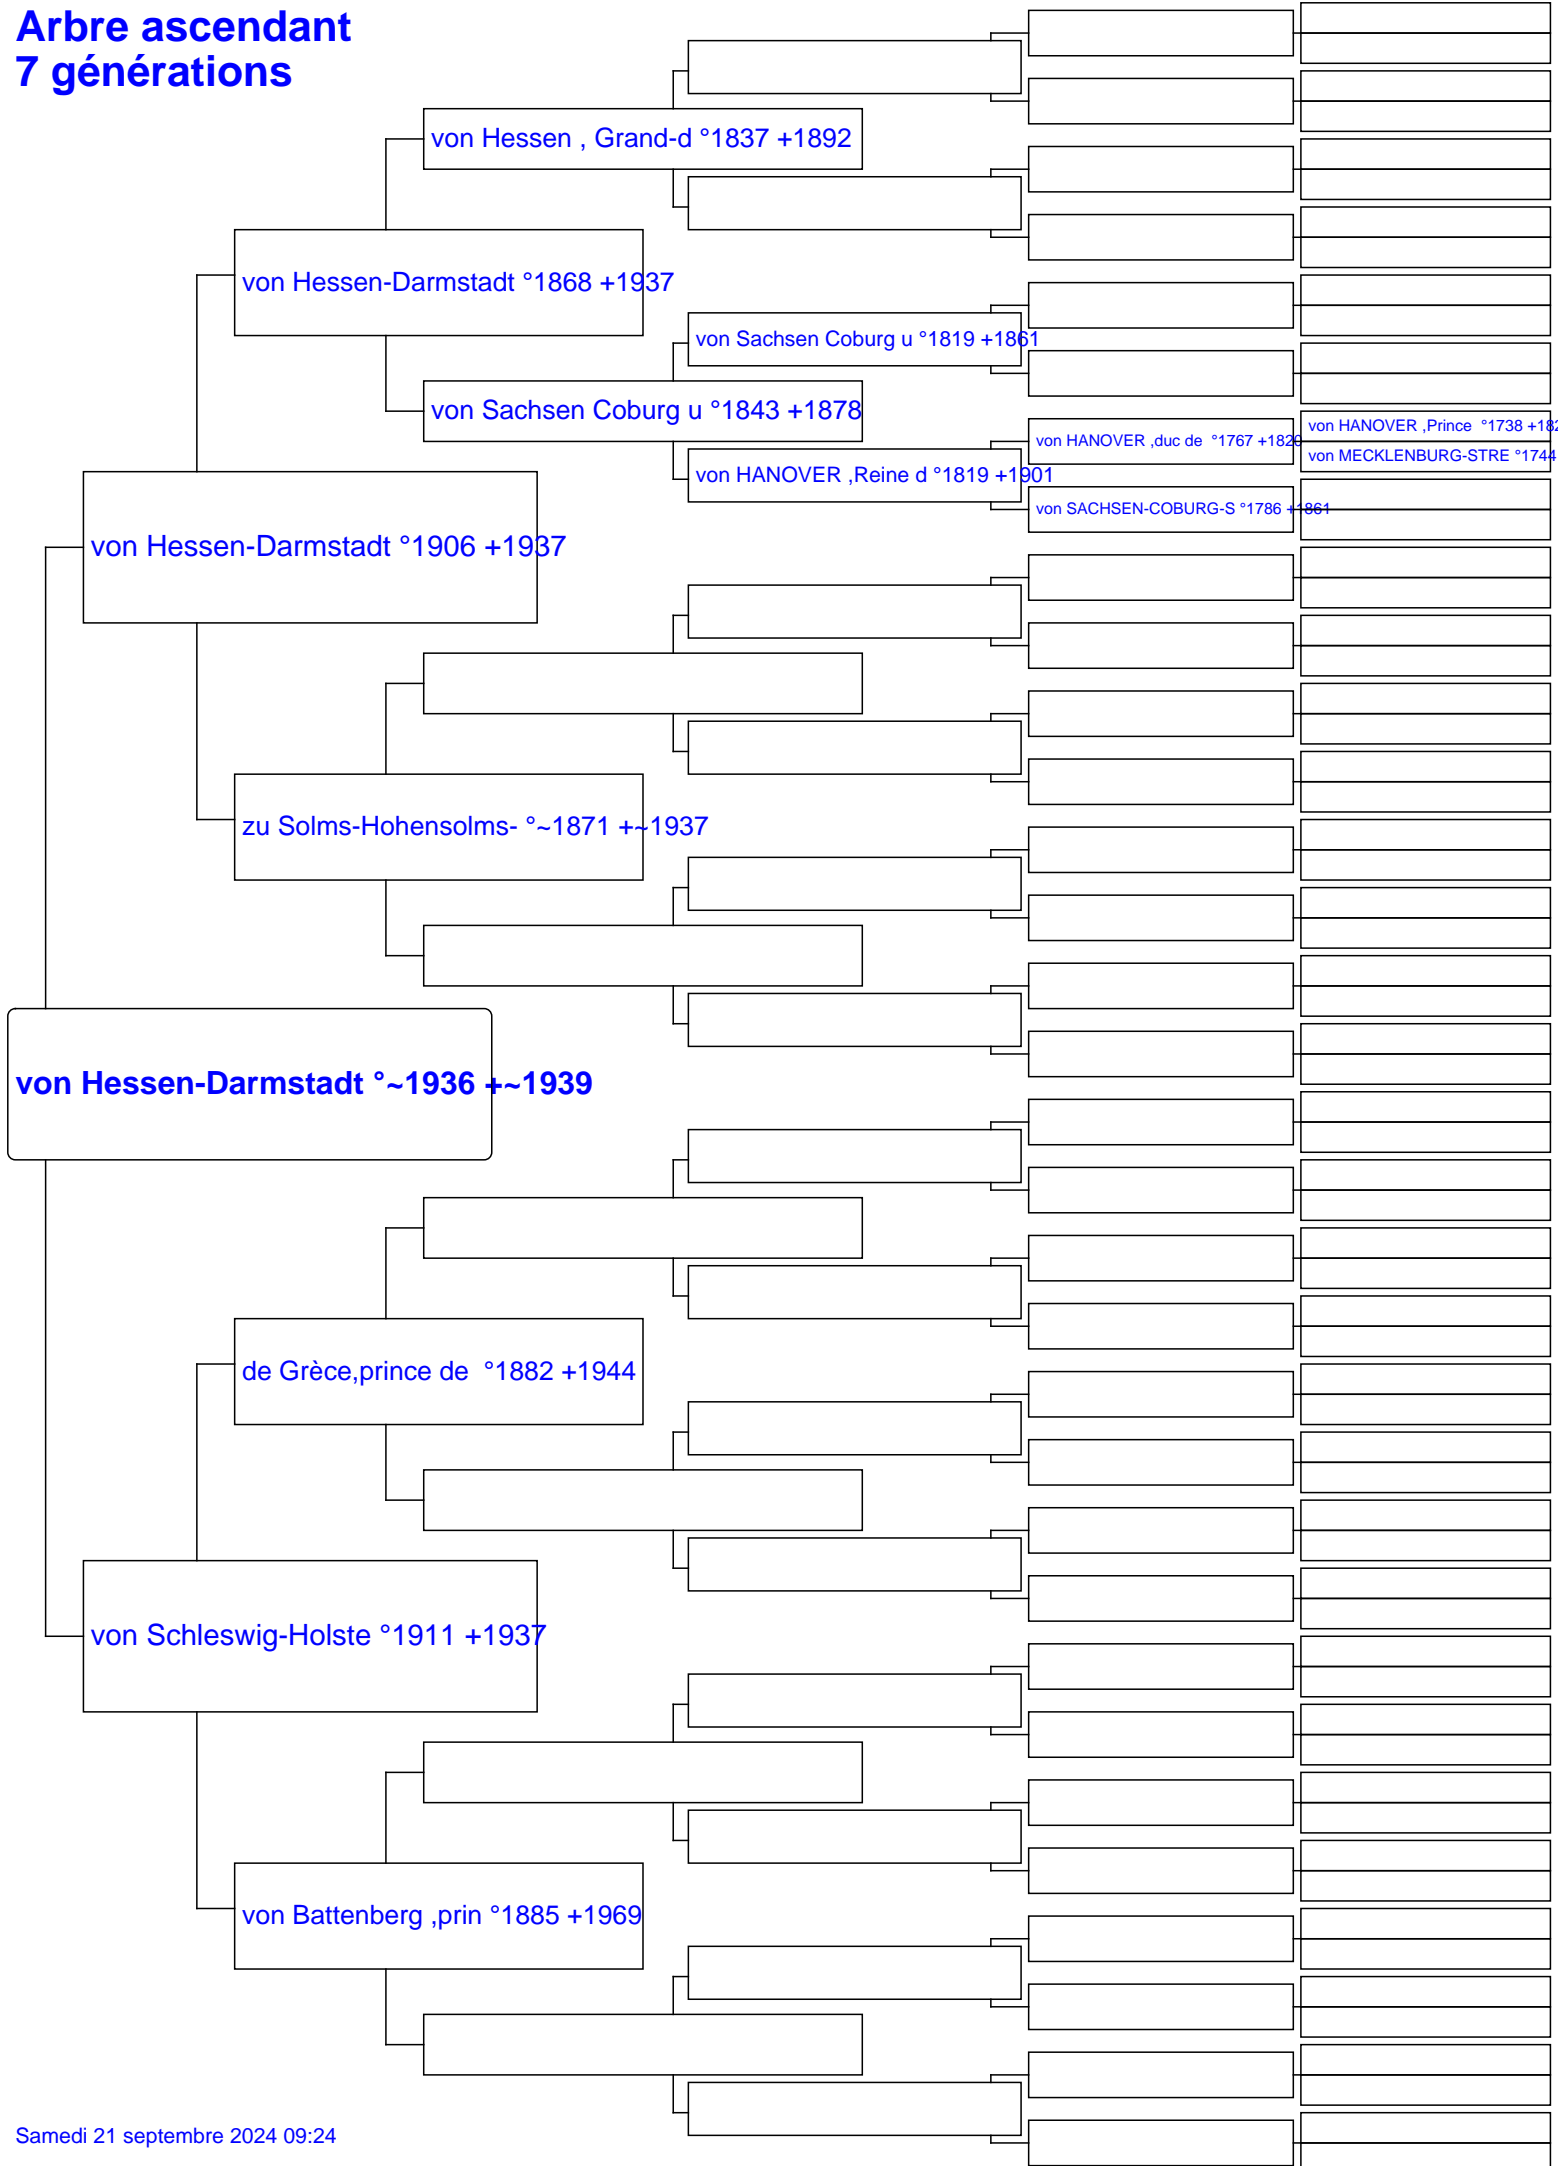 Arbre ascendant
7 générations
von Hessen , Grand-d °1837 +1892
von Hessen-Darmstadt °1868 +1937
von Sachsen Coburg u °1819 +1861
von Sachsen Coburg u °1843 +1878
von HANOVER ,Prince °1738 +182
von HANOVER ,duc de °1767 +1820
von MECKLENBURG-STRE °1744
von HANOVER ,Reine d °1819 +1901
von SACHSEN-COBURG-S °1786 +1861
von Hessen-Darmstadt °1906 +1937
zu Solms-Hohensolms- °~1871 +~1937
von Hessen-Darmstadt °~1936 +~1939
de Grèce,prince de °1882 +1944
von Schleswig-Holste °1911 +1937
von Battenberg ,prin °1885 +1969
Samedi 21 septembre 2024 09:24